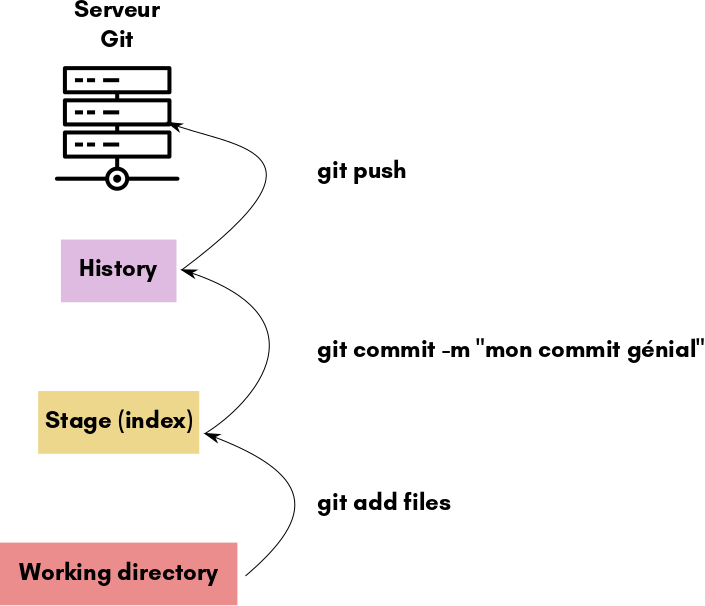 Serveur
Git
git push
History
git commit -m "mon commit génial"
Stage (index)
git add files
Working directory